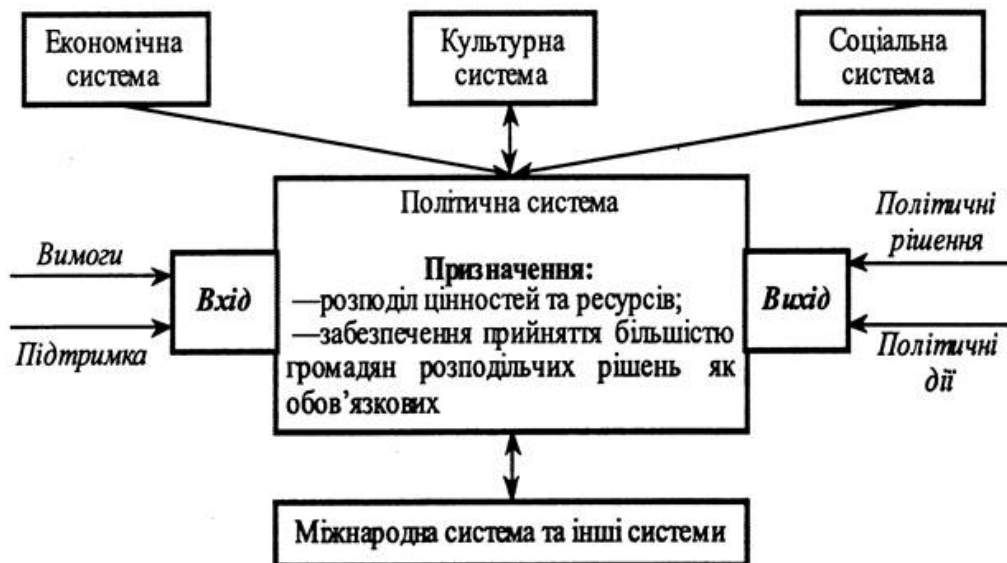 Економічна
система
Культурна
система
Соціальна
система
Політична система
Призначення:
—розподіл цінностей та ресурсів;
—забезпечення прийняття більшістю
громадян розподільчих рішень як
обов’язкових
Вимоги
Підтримка
Вхід
Вихід
Політичні
рішення
Політичні
дії
Міжнародна система та інші системи